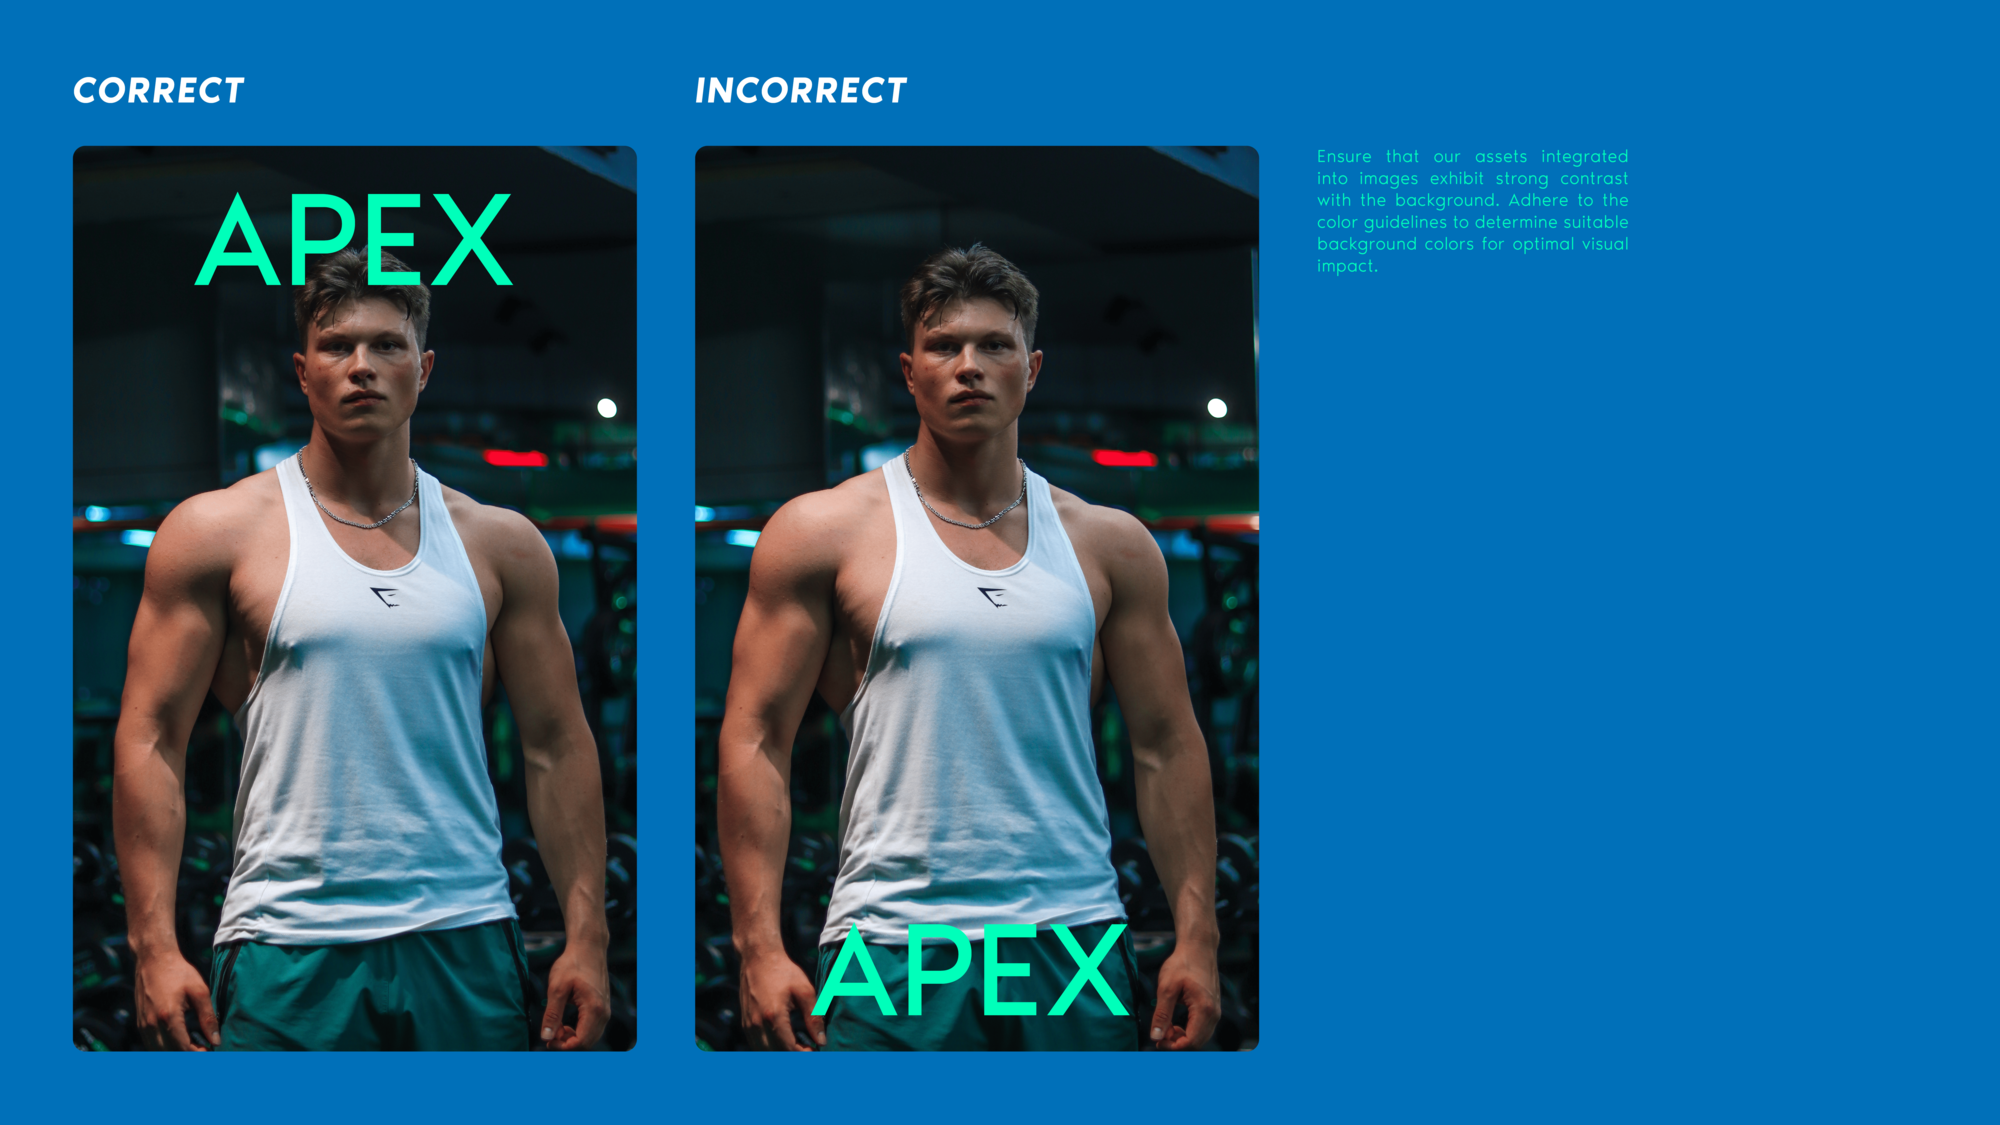 CORRECT
INCORRECT
APEX
APEX
Ensure that our assets integrated
into images exhibit strong contrast
with the background. Adhere to the
color guidelines to determine suitable
background colors for optimal visual
impact.